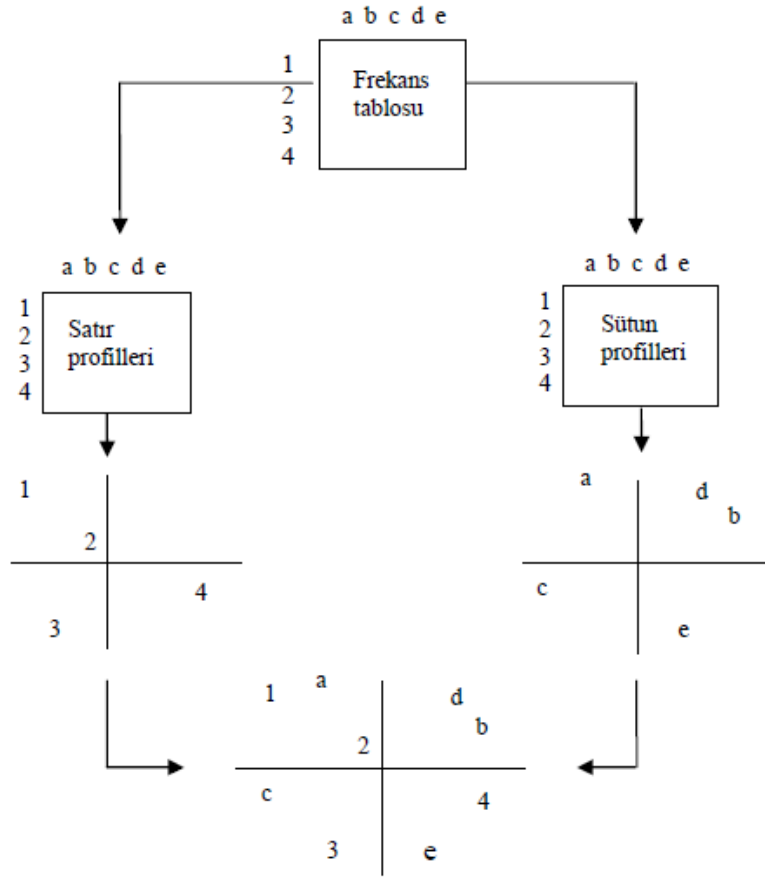 a b c d e
1
2
3
4
Frekans
tablosu
a b c d e
1
2
3
4
Satır
profilleri
a b c d e
1
2
3
4
Sütun
profilleri
1
2
4
3
a
d
b
c
e
1 a
d
b
2
c
4
3 e